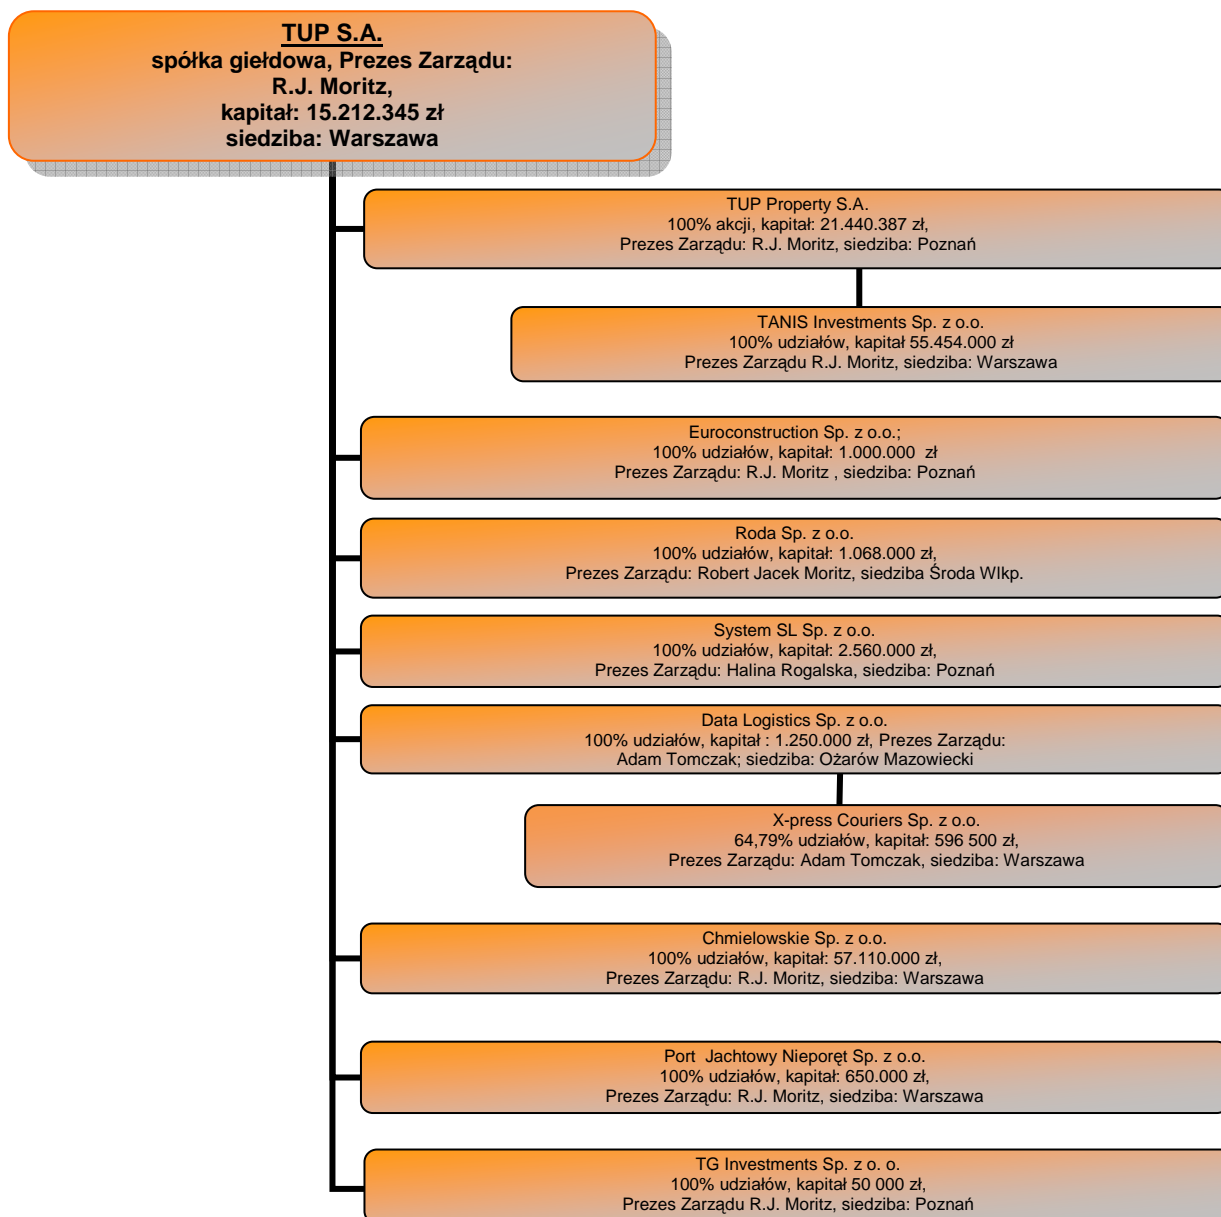 TUP S.A.
spółka giełdowa, Prezes Zarządu:
R.J. Moritz,
kapitał: 15.212.345 zł
siedziba: Warszawa
TUP Property S.A.
100% akcji, kapitał: 21.440.387 zł,
Prezes Zarządu: R.J. Moritz, siedziba: Poznań
TANIS Investments Sp. z o.o.
100% udziałów, kapitał 55.454.000 zł
Prezes Zarządu R.J. Moritz, siedziba: Warszawa
Euroconstruction Sp. z o.o.;
100% udziałów, kapitał: 1.000.000  zł
Prezes Zarządu: R.J. Moritz , siedziba: Poznań
Roda Sp. z o.o.
100% udziałów, kapitał: 1.068.000 zł,
Prezes Zarządu: Robert Jacek Moritz, siedziba Środa Wlkp.
System SL Sp. z o.o.
100% udziałów, kapitał: 2.560.000 zł,
Prezes Zarządu: Halina Rogalska, siedziba: Poznań
Data Logistics Sp. z o.o.
100% udziałów, kapitał : 1.250.000 zł, Prezes Zarządu:
Adam Tomczak; siedziba: Ożarów Mazowiecki
X-press Couriers Sp. z o.o.
64,79% udziałów, kapitał: 596 500 zł,
Prezes Zarządu: Adam Tomczak, siedziba: Warszawa
Chmielowskie Sp. z o.o.
100% udziałów, kapitał: 57.110.000 zł,
Prezes Zarządu: R.J. Moritz, siedziba: Warszawa
Port  Jachtowy Nieporęt Sp. z o.o.
100% udziałów, kapitał: 650.000 zł,
Prezes Zarządu: R.J. Moritz, siedziba: Warszawa
TG Investments Sp. z o. o.
100% udziałów, kapitał 50 000 zł,
Prezes Zarządu R.J. Moritz, siedziba: Poznań